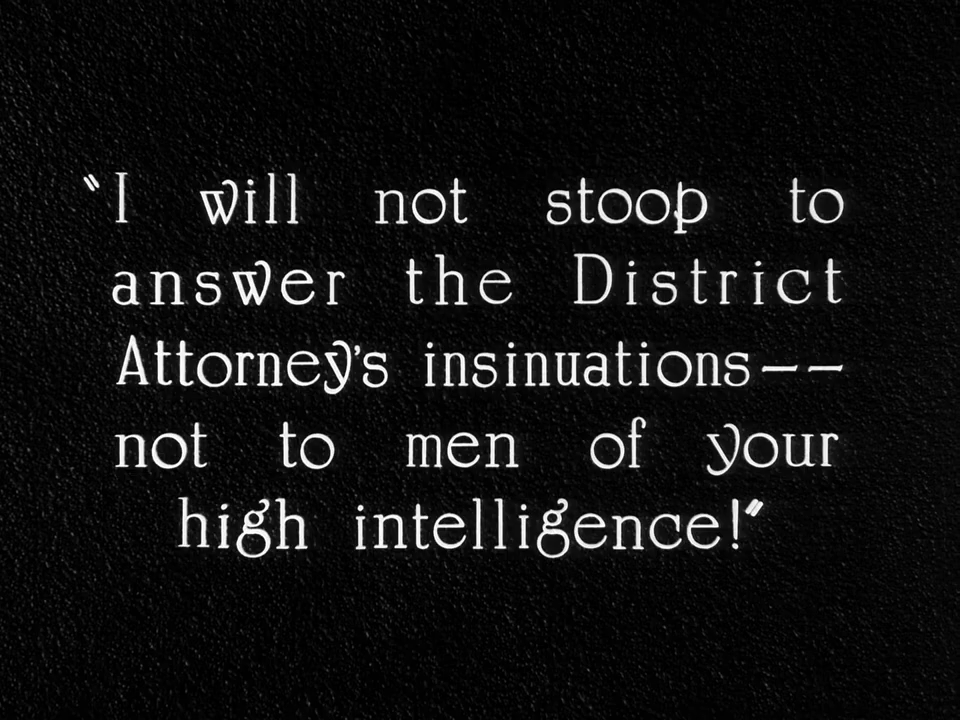 "I will not stoop to
answer the District
Attorney's insinuations--
not to men of your
high intelligence!"